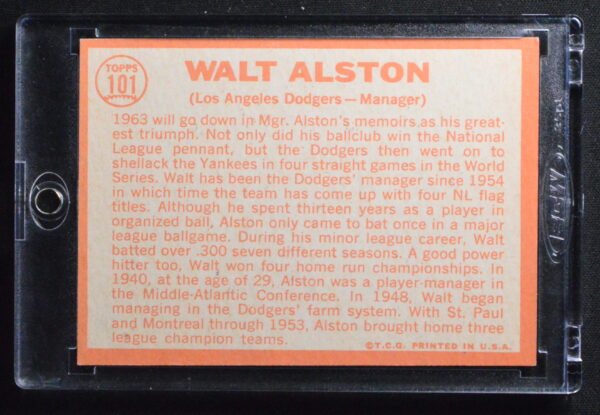 TOPPS
101
WALT ALSTON
(Los Angeles Dodgers — Manager)
1963 will go down in Mgr. Alston's memoirs as his great-
est triumph. Not only did his ballclub win the National
League pennant, but the Dodgers then went on to
shellack the Yankees in four straight games in the World
Series. Walt has been the Dodgers' manager since 1954
in which time the team has come up with four NL flag
titles. Although he spent thirteen years as a player in
organized ball, Alston only came to bat once in a major
league ballgame. During his minor league career, Walt
batted over .300 seven different seasons. A good power
hitter too, Walt won four home run championships. In
1940, at the age of 29, Alston was a player-manager in
the Middle-Atlantic Conference. In 1948, Walt began
managing in the Dodgers' farm system. With St. Paul
and Montreal through 1953, Alston brought home three
league champion teams.
©T.C.G. PRINTED IN U.S.A.